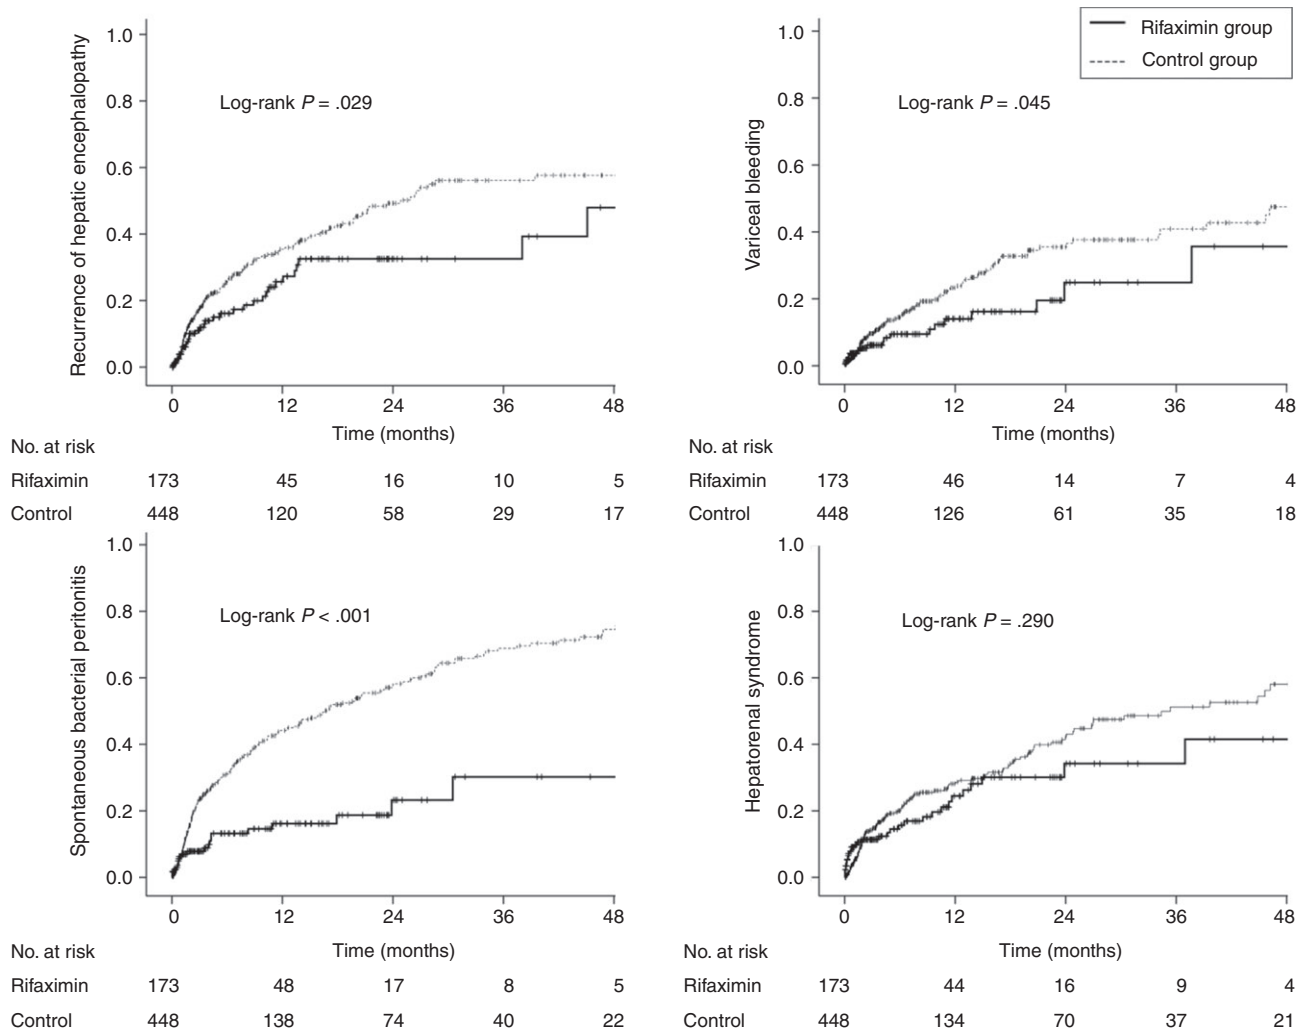 Rifaximin group
Control group
Recurrence of hepatic encephalopathy
1.0
0.8
0.6
0.4
0.2
0.0
Log-rank P = .029
0 12 24 36 48
Time (months)
No. at risk
Rifaximin 173 45 16 10 5
Control 448 120 58 29 17
Variceal bleeding
1.0
0.8
0.6
0.4
0.2
0.0
Log-rank P = .045
0 12 24 36 48
Time (months)
No. at risk
Rifaximin 173 46 14 7 4
Control 448 126 61 35 18
Spontaneous bacterial peritonitis
1.0
0.8
0.6
0.4
0.2
0.0
Log-rank P < .001
0 12 24 36 48
Time (months)
No. at risk
Rifaximin 173 48 17 8 5
Control 448 138 74 40 22
Hepatorenal syndrome
1.0
0.8
0.6
0.4
0.2
0.0
Log-rank P = .290
0 12 24 36 48
Time (months)
No. at risk
Rifaximin 173 44 16 9 4
Control 448 134 70 37 21